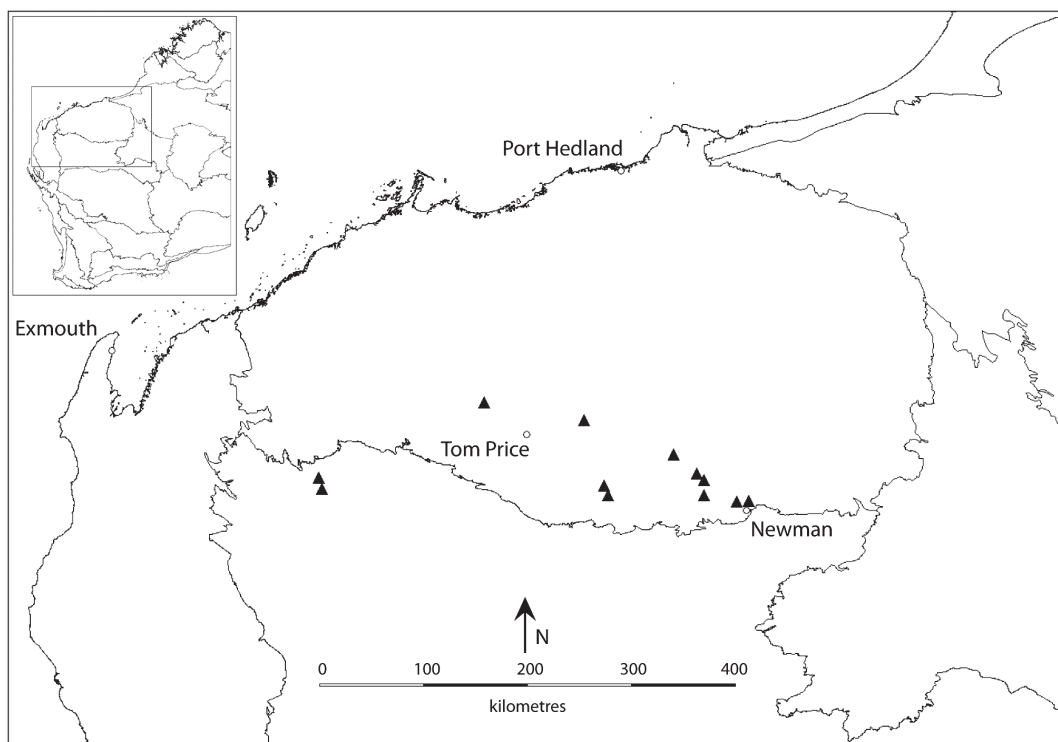 Port Hedland
Exmouth
Tom Price
Newman
N
0 100 200 300 400
kilometres